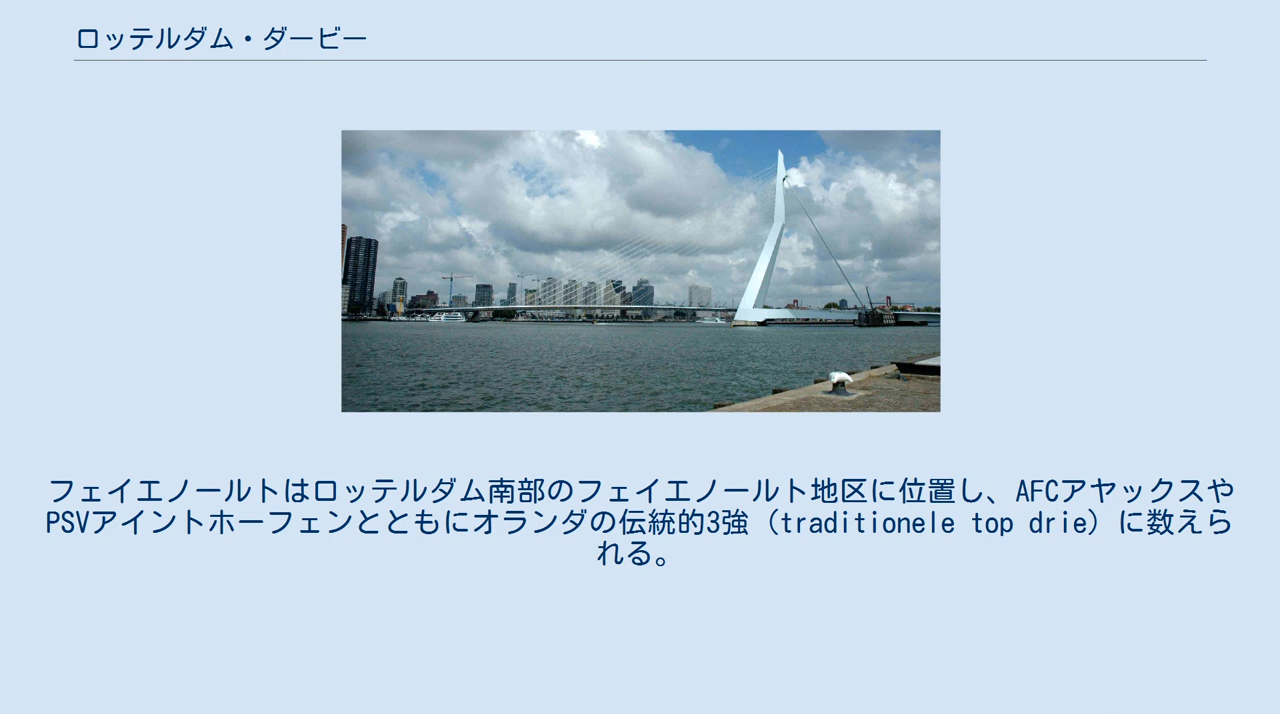 ロッテルダム・ダービー
フェイエノールトはロッテルダム南部のフェイエノールト地区に位置し、AFCアヤックスや
PSVアイントホーフェンとともにオランダの伝統的3強（traditionele top drie）に数えら
れる。